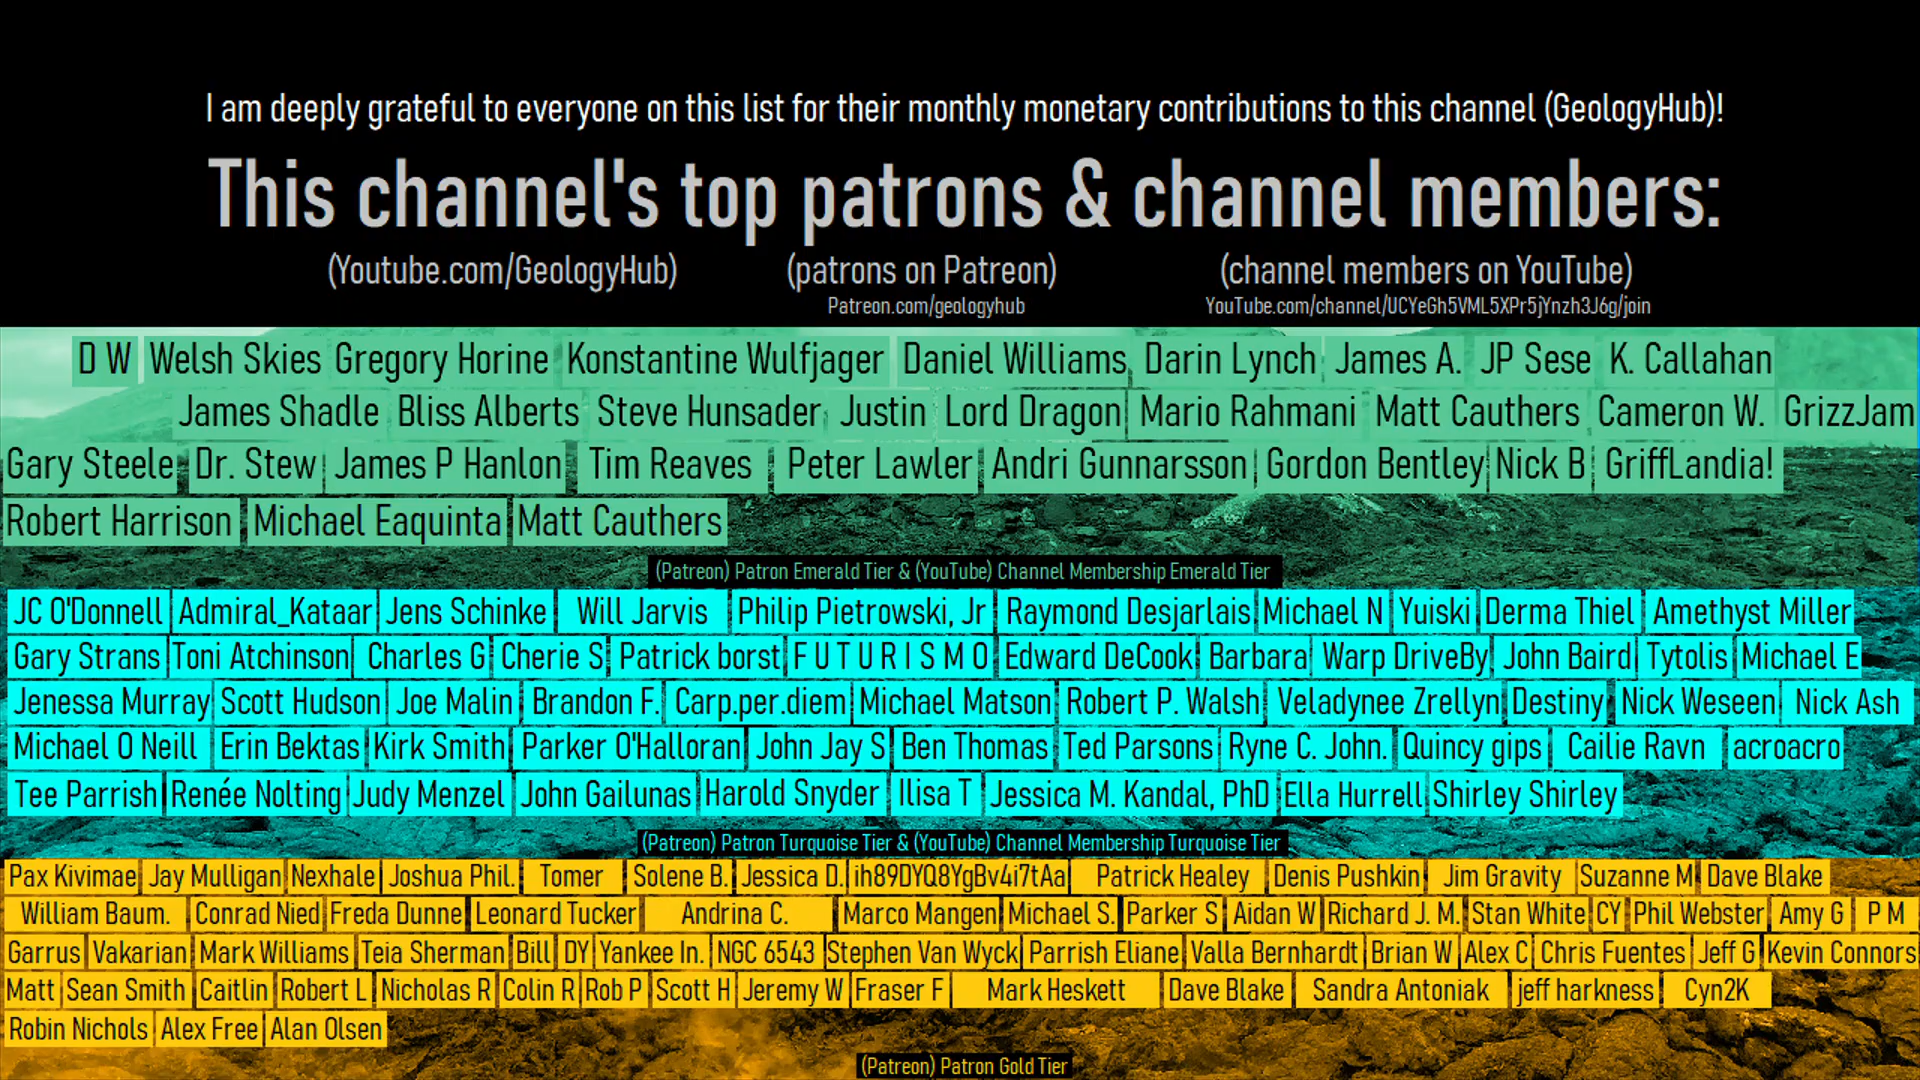 I am deeply grateful to everyone on this list for their monthly monetary contributions to this channel (GeologyHub)!
This channel's top patrons & channel members:
(Youtube.com/GeologyHub) (patrons on Patreon) (channel members on YouTube)
Patreon.com/geologyhub YouTube.com/channel/UCYeGh5VML5XPr5jYnzh3J6g/join
D W Welsh Skies Gregory Horine Konstantine Wulfjager Daniel Williams Darin Lynch James A. JP Sese K. Callahan
James Shadle Bliss Alberts Steve Hunsader Justin Lord Dragon Mario Rahmani Matt Cauthers Cameron W. GrizzJam
Gary Steele Dr. Stew James P Hanlon Tim Reaves Peter Lawler Andri Gunnarsson Gordon Bentley Nick B GriffLandia!
Robert Harrison Michael Eaquinta Matt Cauthers
(Patreon) Patron Emerald Tier & (YouTube) Channel Membership Emerald Tier
JC O'Donnell Admiral_Kataar Jens Schinke Will Jarvis Philip Pietrowski, Jr Raymond Desjarlais Michael N Yuiski Derma Thiel Amethyst Miller
Gary Strans Toni Atchinson Charles G Cherie S Patrick borst F U T U R I S M O Edward DeCook Barbara Warp DriveBy John Baird Tytolis Michael E
Jenessa Murray Scott Hudson Joe Malin Brandon F. Carp.per.diem Michael Matson Robert P. Walsh Veladynee Zrellyn Destiny Nick Weseen Nick Ash
Michael O Neill Erin Bektas Kirk Smith Parker O'Halloran John Jay S Ben Thomas Ted Parsons Ryne C. John. Quincy gips Cailie Ravn acroacro
Tee Parrish Renée Nolting Judy Menzel John Gailunas Harold Snyder Ilisa T Jessica M. Kandal, PhD Ella Hurrell Shirley Shirley
(Patreon) Patron Turquoise Tier & (YouTube) Channel Membership Turquoise Tier
Pax Kivimae Jay Mulligan Nexhale Joshua Phil. Tomer Solene B. Jessica D. ih89DYQ8YgBv4i7tAa Patrick Healey Denis Pushkin Jim Gravity Suzanne M Dave Blake
William Baum. Conrad Nied Freda Dunne Leonard Tucker Andrina C. Marco Mangen Michael S. Parker S Aidan W Richard J. M. Stan White CY Phil Webster Amy G P M
Garrus Vakarian Mark Williams Teia Sherman Bill DY Yankee In. NGC 6543 Stephen Van Wyck Parrish Eliane Valla Bernhardt Brian W Alex C Chris Fuentes Jeff G Kevin Connors
Matt Sean Smith Caitlin Robert L Nicholas R Colin R Rob P Scott H Jeremy W Fraser F Mark Heskett Dave Blake Sandra Antoniak jeff harkness Cyn2K
Robin Nichols Alex Free Alan Olsen
(Patreon) Patron Gold Tier